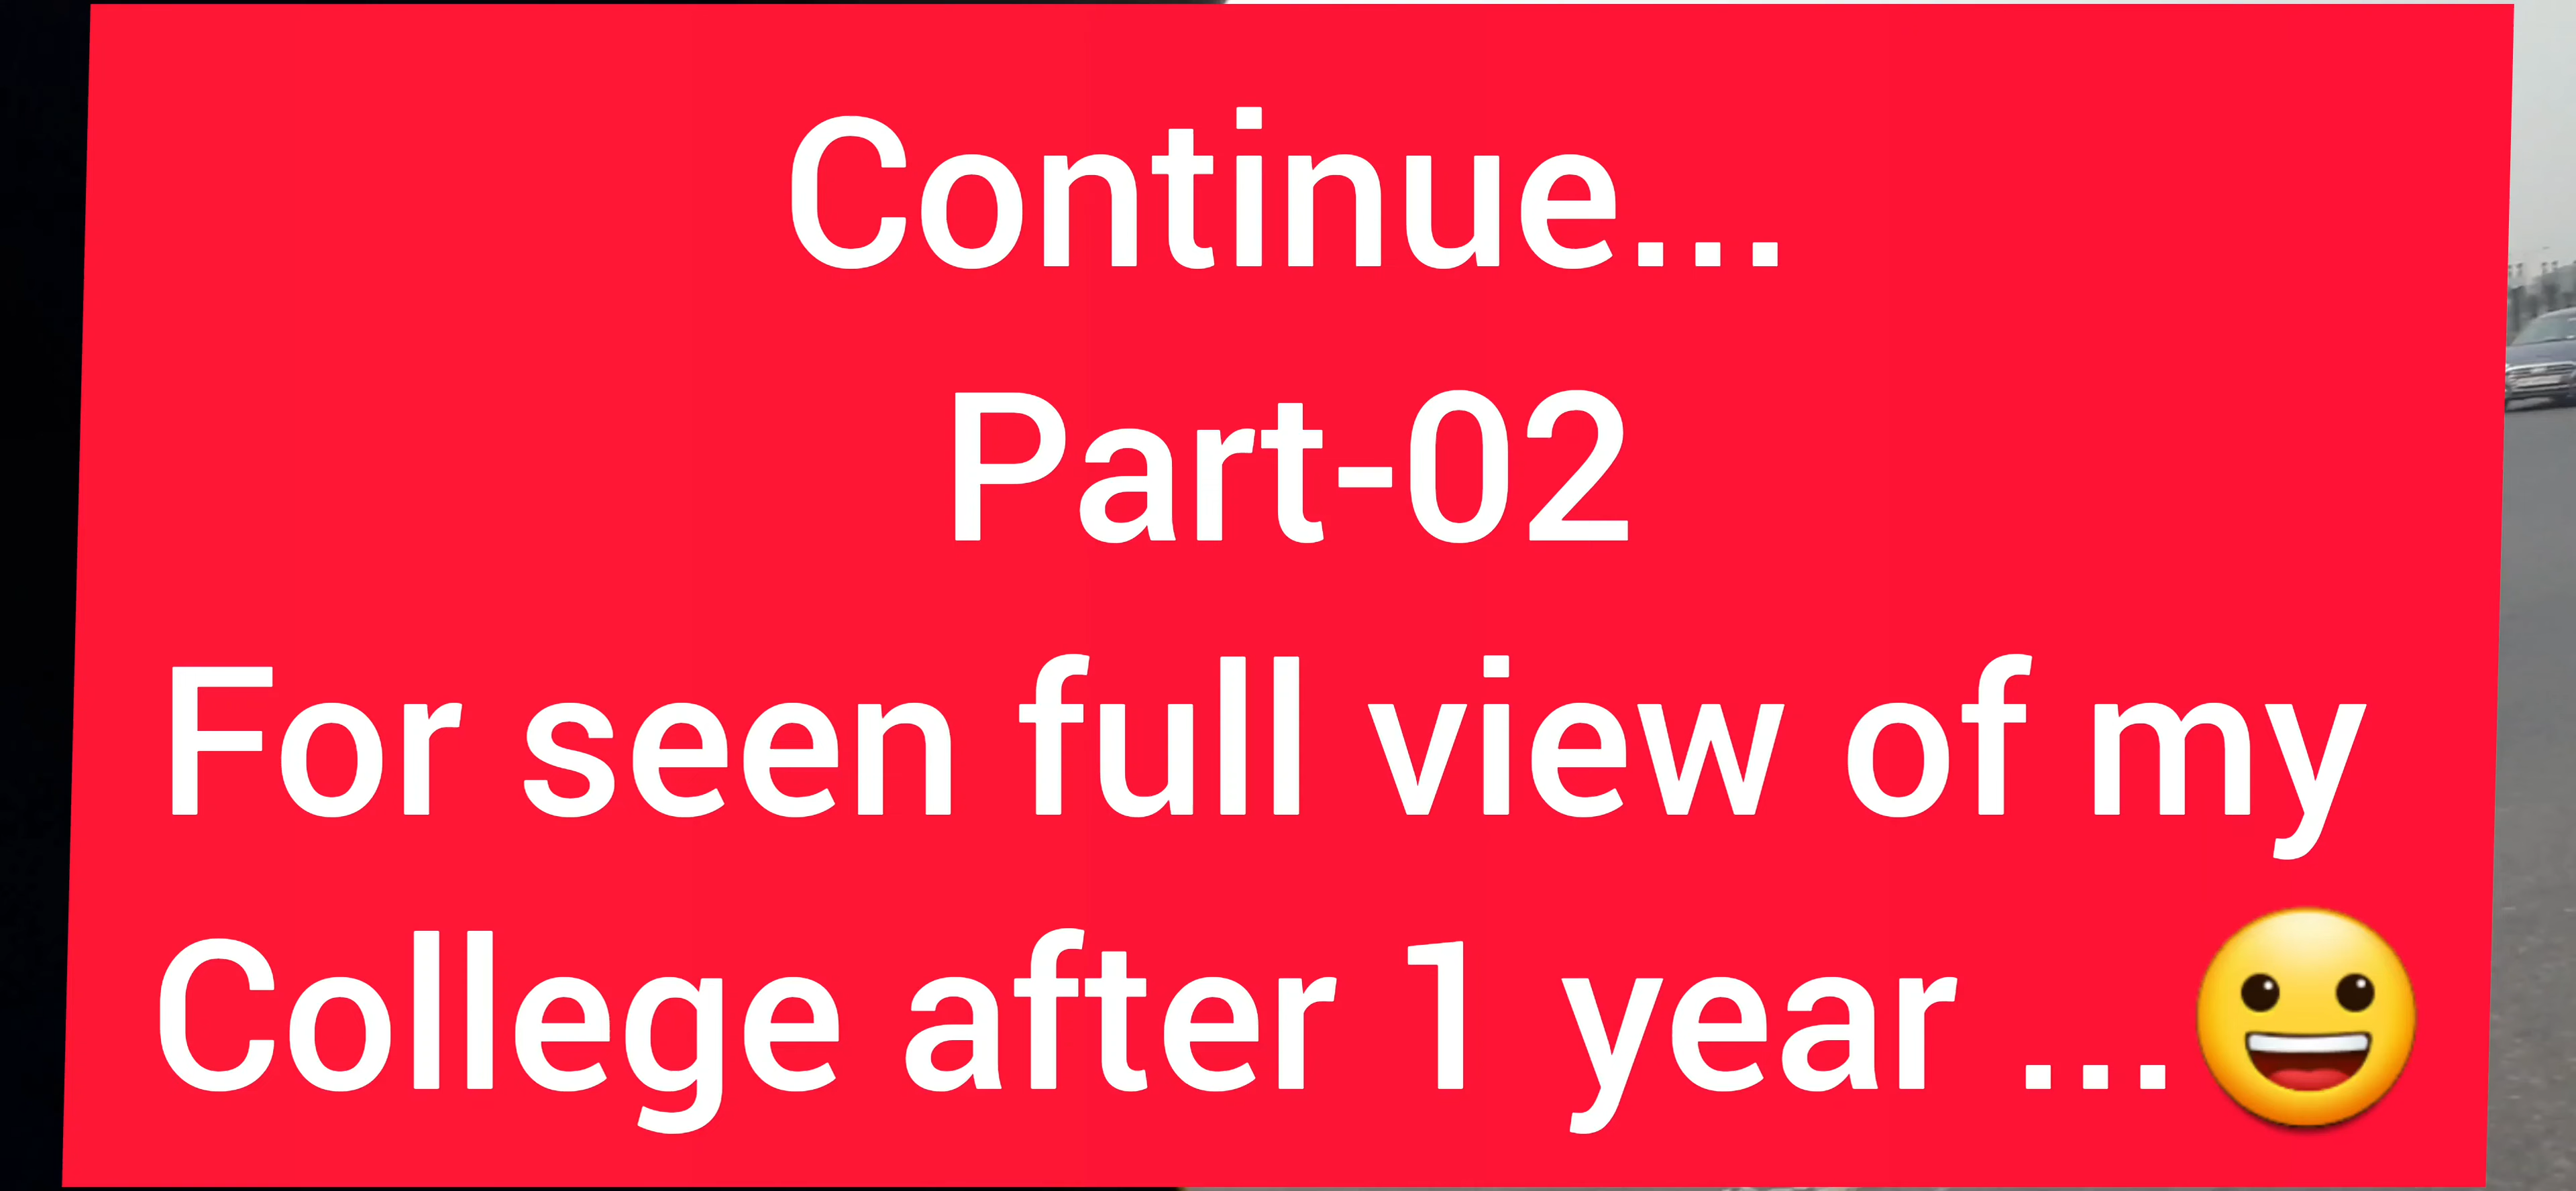 Continue...
Part-02
For seen full view of my
College after 1 year ...😀